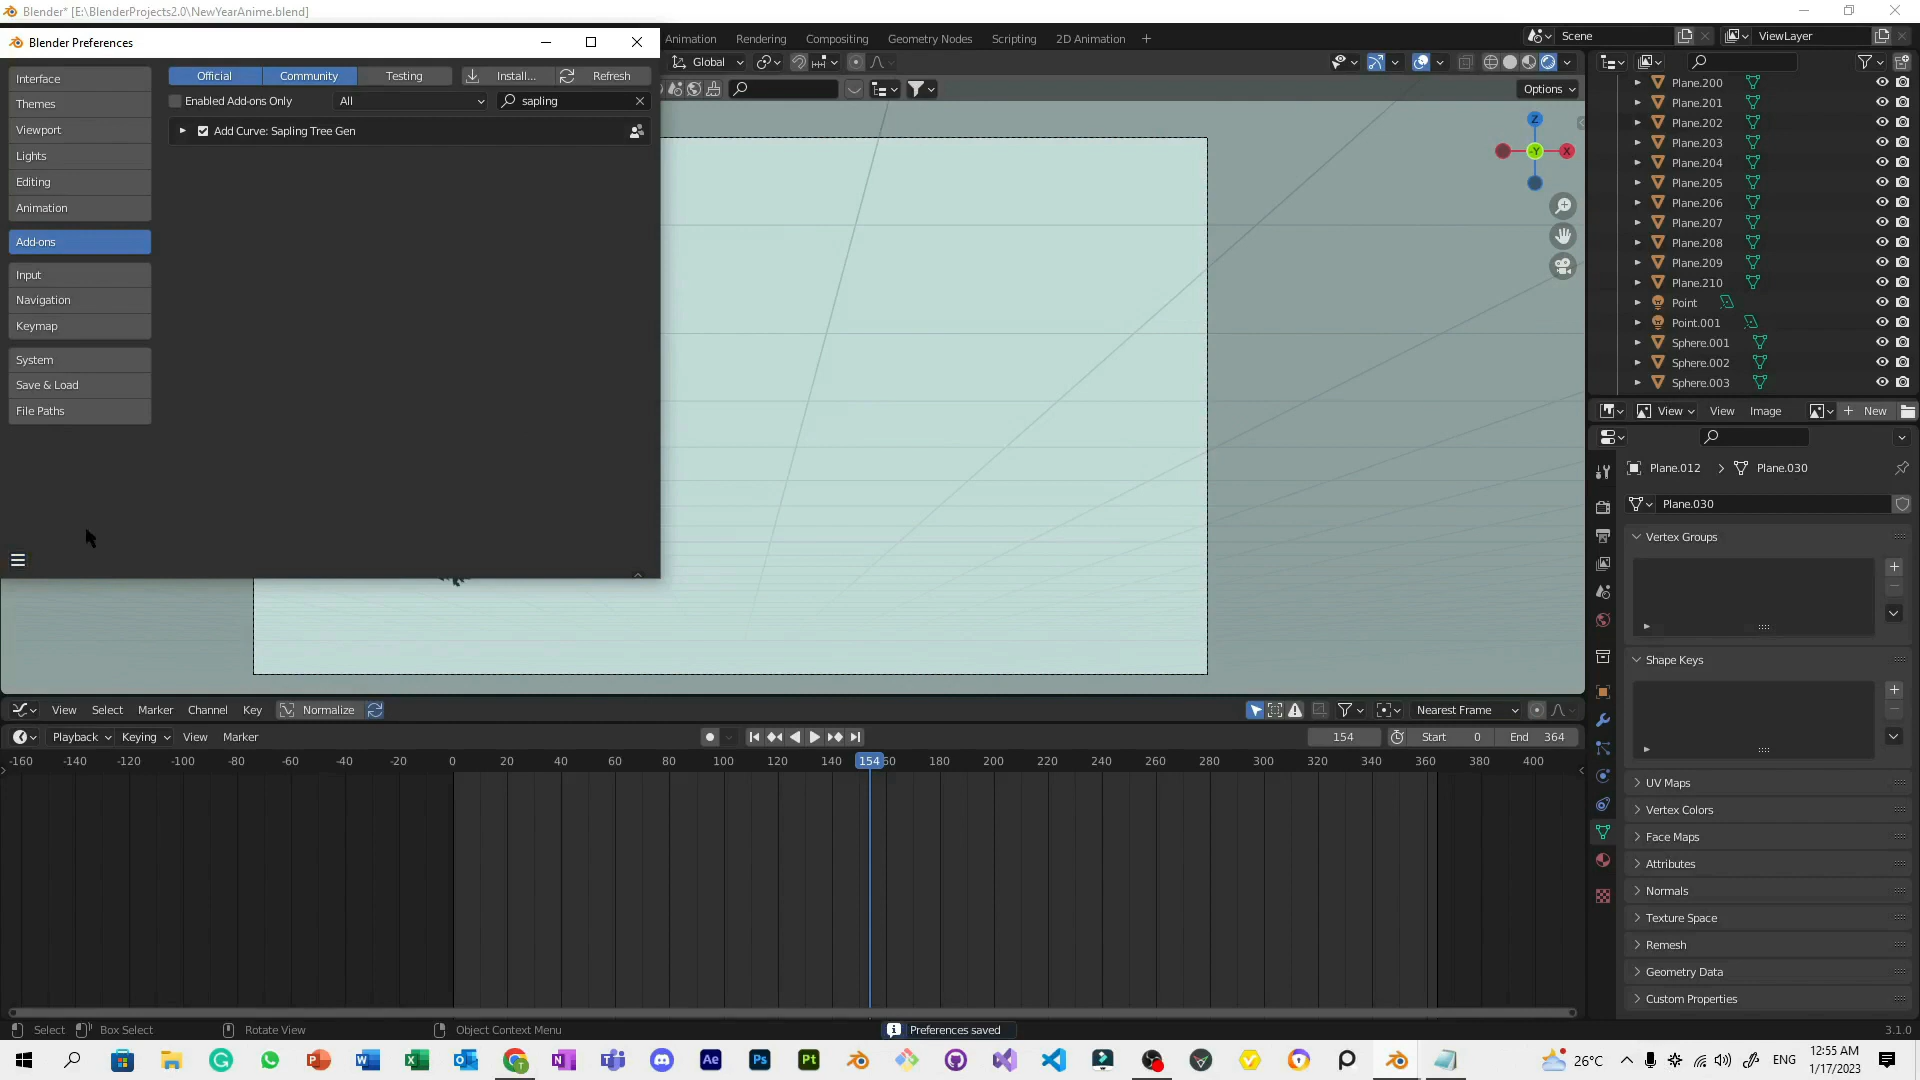 Blender* [E:\BlenderProjects2.0\NewYearAnime.blend]
Blender Preferences
Animation Rendering Compositing Geometry Nodes Scripting 2D Animation + Scene ViewLayer
Global
Options
Interface
Themes
Viewport
Lights
Editing
Animation
Add-ons
Input
Navigation
Keymap
System
Save & Load
File Paths
Official Community Testing Install... Refresh
Enabled Add-ons Only All sapling
Add Curve: Sapling Tree Gen
Z
-Y X
Plane.200
Plane.201
Plane.202
Plane.203
Plane.204
Plane.205
Plane.206
Plane.207
Plane.208
Plane.209
Plane.210
Point
Point.001
Sphere.001
Sphere.002
Sphere.003
View View Image + New
Plane.012 Plane.030
Plane.030
Vertex Groups
Shape Keys
UV Maps
Vertex Colors
Face Maps
Attributes
Normals
Texture Space
Remesh
Geometry Data
Custom Properties
View Select Marker Channel Key Normalize Nearest Frame
Playback Keying View Marker 154 Start 0 End 364
-160 -140 -120 -100 -80 -60 -40 -20 0 20 40 60 80 100 120 140 154 60 180 200 220 240 260 280 300 320 340 360 380 400
Select Box Select Rotate View Object Context Menu Preferences saved 3.1.0
26°C ENG 12:55 AM
1/17/2023